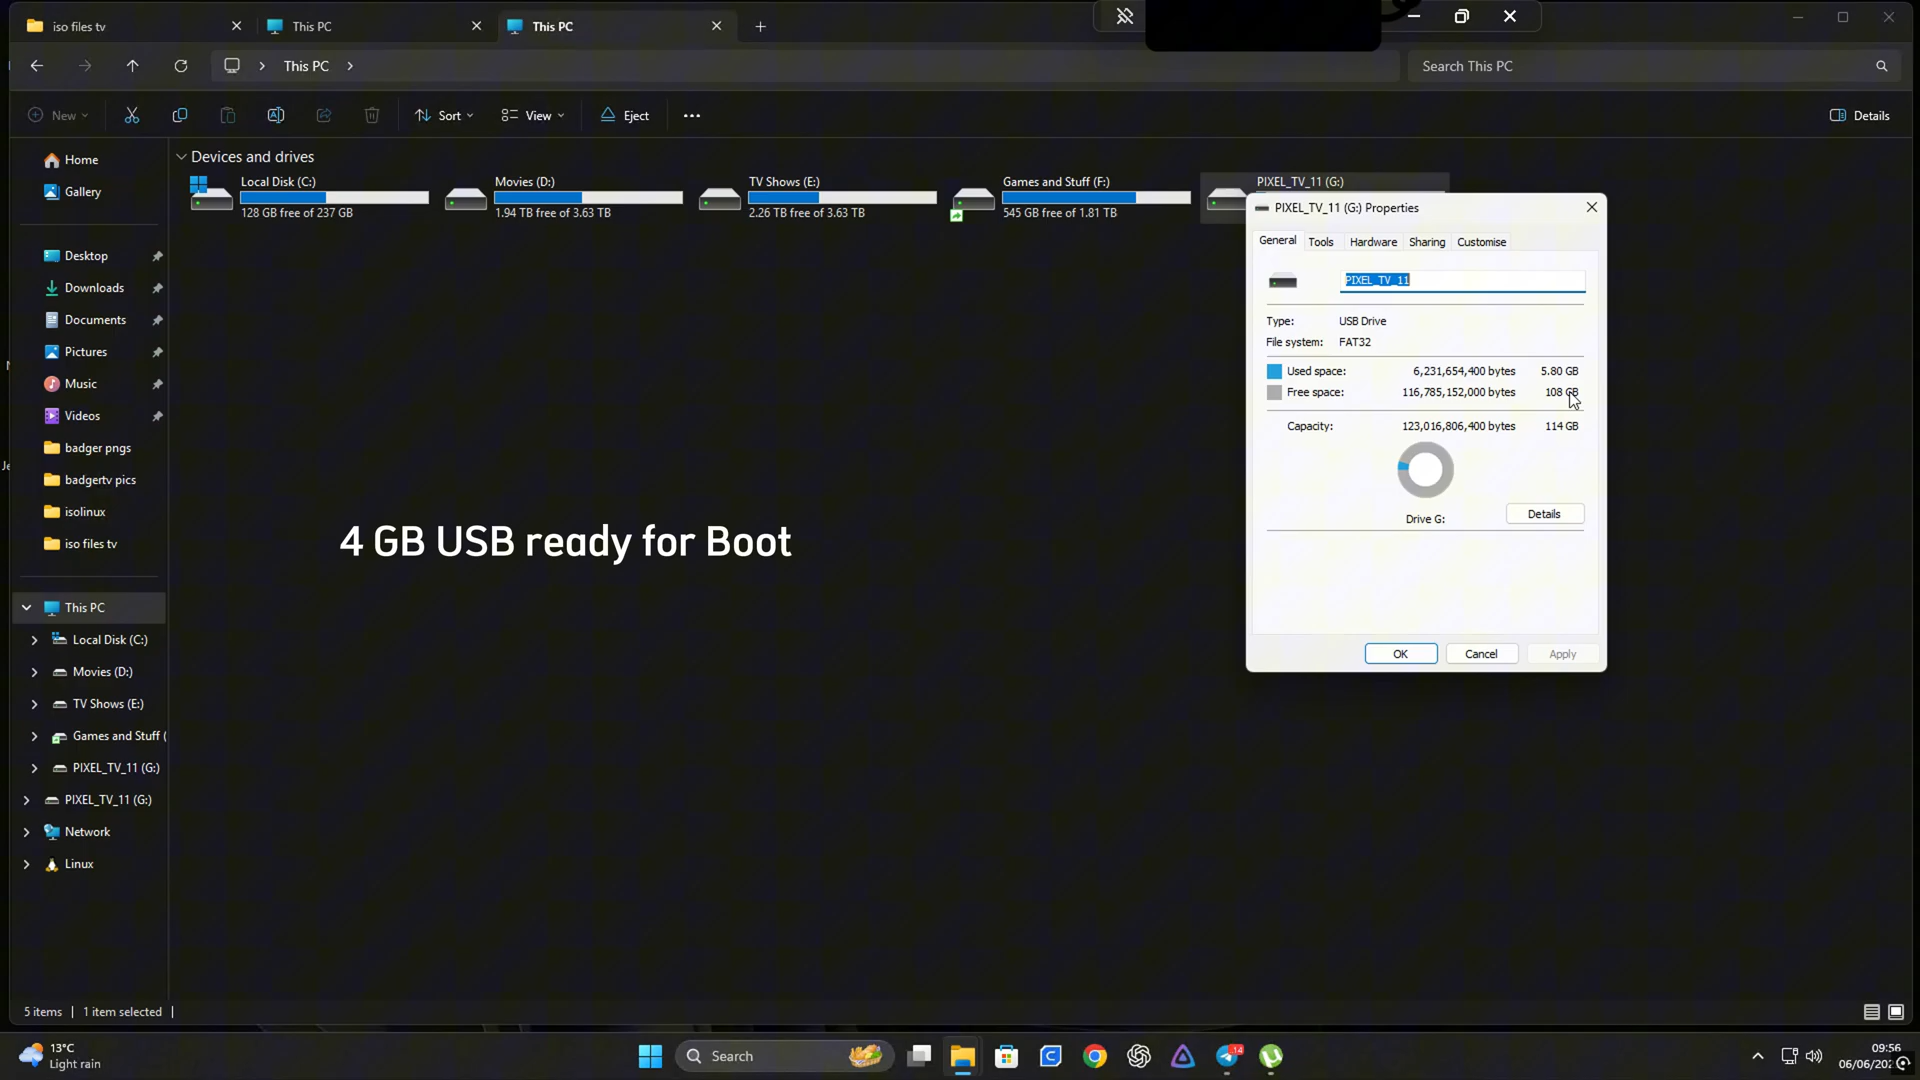 iso files tv
This PC
This PC
This PC
Search This PC
New
Sort
View
Eject
Details
Home
Gallery
Desktop
Downloads
Documents
Pictures
Music
Videos
badger pngs
badgertv pics
isolinux
iso files tv
This PC
Local Disk (C:)
Movies (D:)
TV Shows (E:)
Games and Stuff (
PIXEL_TV_11 (G:)
PIXEL_TV_11 (G:)
Network
Linux
Devices and drives
Local Disk (C:)
128 GB free of 237 GB
Movies (D:)
1.94 TB free of 3.63 TB
TV Shows (E:)
2.26 TB free of 3.63 TB
Games and Stuff (F:)
545 GB free of 1.81 TB
PIXEL_TV_11 (G:)
PIXEL_TV_11 (G:) Properties
General Tools Hardware Sharing Customise
PIXEL_TV_11
Type: USB Drive
File system: FAT32
Used space: 6,231,654,400 bytes 5.80 GB
Free space: 116,785,152,000 bytes 108 GB
Capacity: 123,016,806,400 bytes 114 GB
Drive G:
Details
OK
Cancel
Apply
4 GB USB ready for Boot
5 items
1 item selected
13°C
Light rain
Search
14
09:56